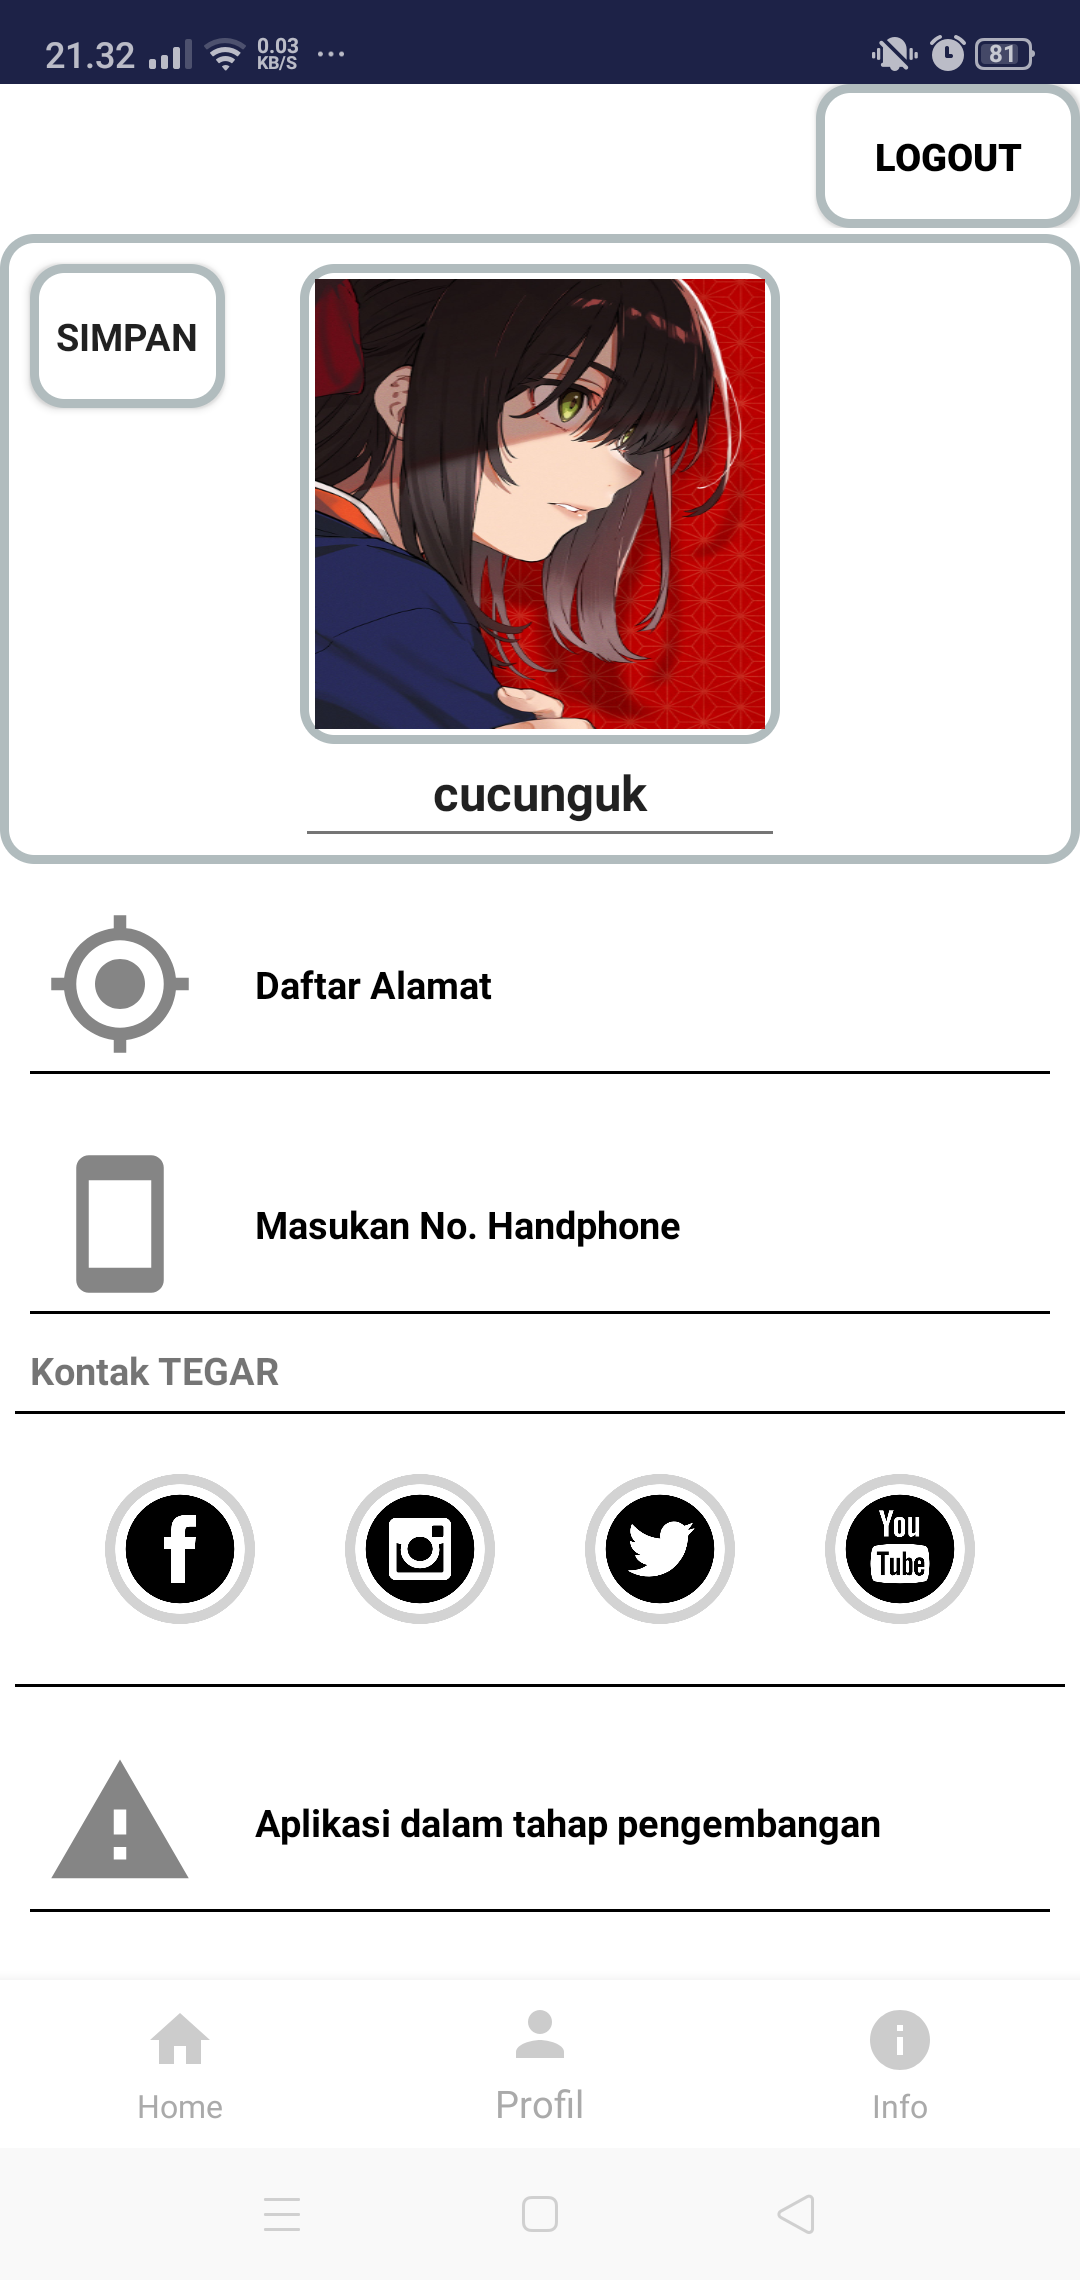 21.32 0.03 KB/S ... 81
LOGOUT
SIMPAN
cucunguk
Daftar Alamat
Masukan No. Handphone
Kontak TEGAR
f You Tube
Aplikasi dalam tahap pengembangan
Home Profil Info